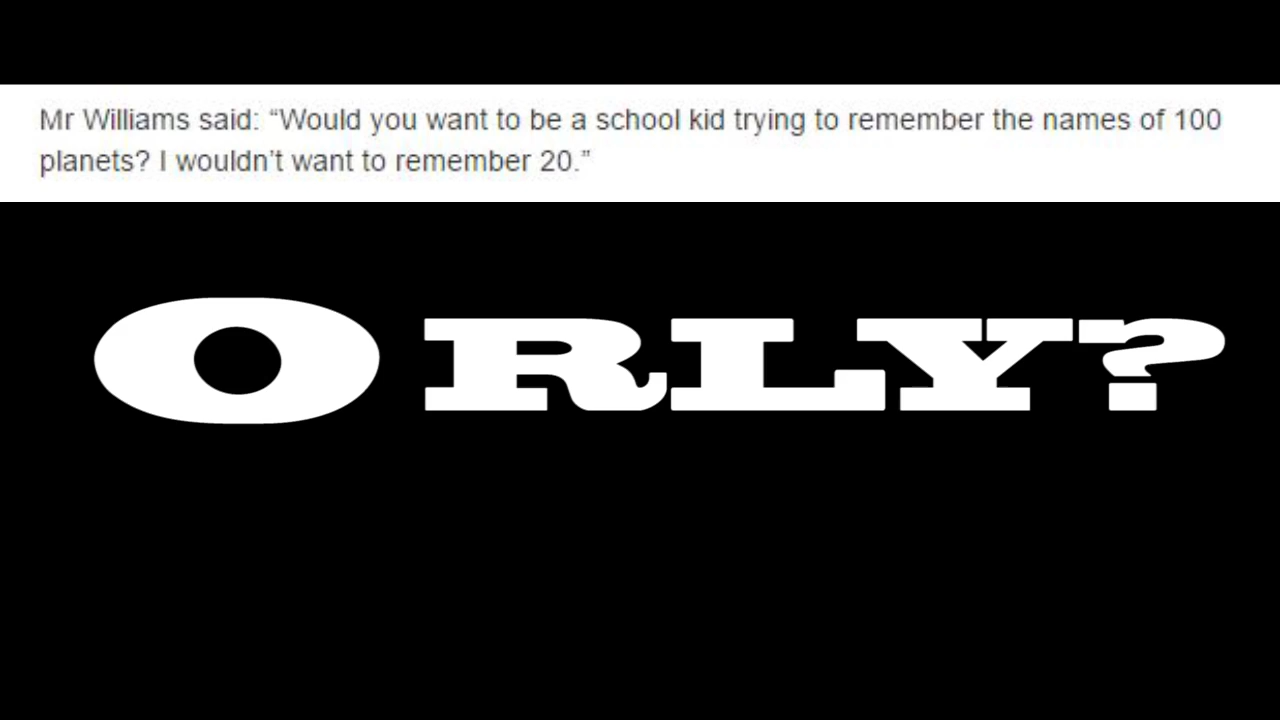 Mr Williams said: “Would you want to be a school kid trying to remember the names of 100
planets? I wouldn’t want to remember 20.”
O RLY?